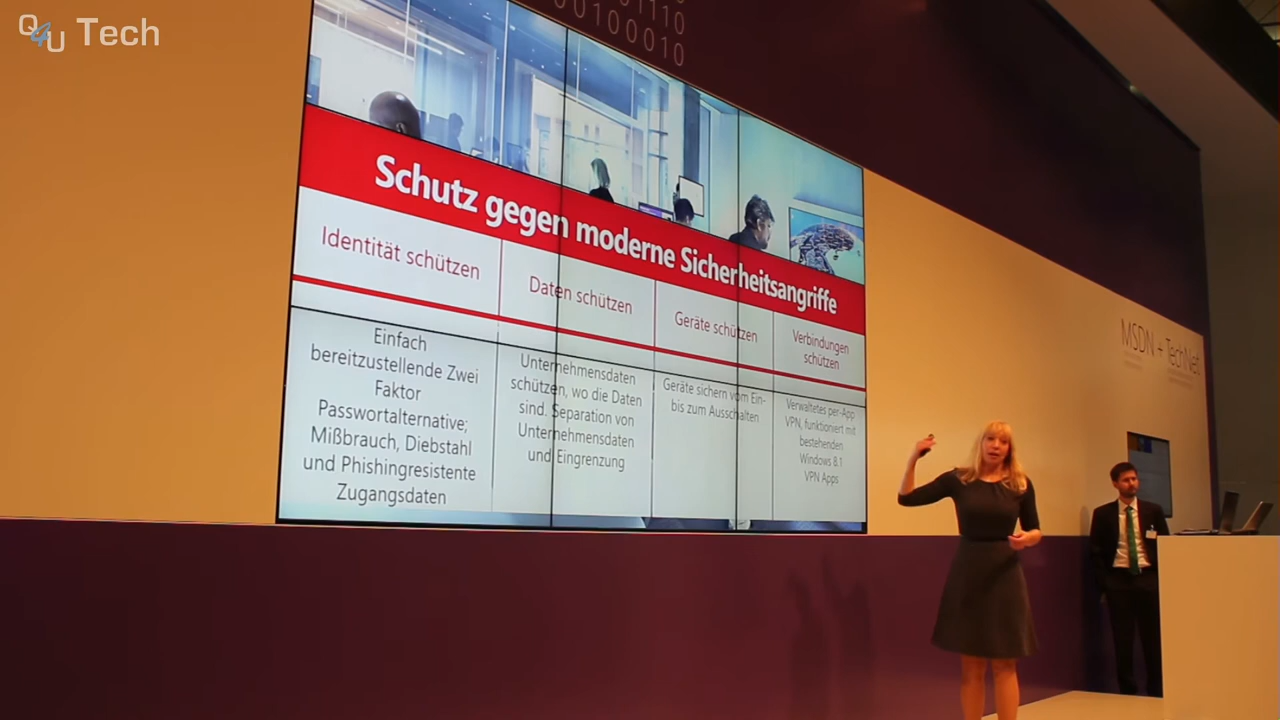 Q4U Tech
01110
00100010
Schutz gegen moderne Sicherheitsangriffe
Identität schützen
Daten schützen
Geräte schützen
Verbindungen
schützen
Einfach
bereitzustellende Zwei
Faktor
Passwortalternative;
Mißbrauch, Diebstahl
und Phishingresistente
Zugangsdaten
Unternehmensdaten
schützen, wo die Daten
sind. Separation von
Unternehmensdaten
und Eingrenzung
Geräte sichern vom Ein-
bis zum Ausschalten
Verwaltetes per-App
VPN, funktioniert mit
bestehenden
Windows 8.1
VPN Apps
MSDN + TechNet